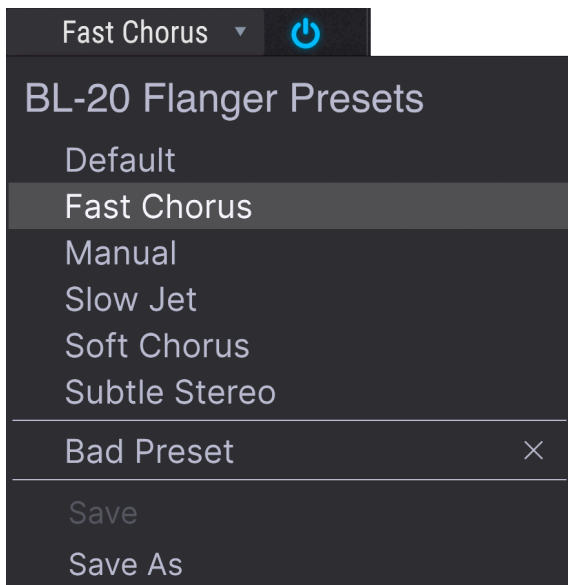 Fast Chorus
BL-20 Flanger Presets
Default
Fast Chorus
Manual
Slow Jet
Soft Chorus
Subtle Stereo
Bad Preset
Save
Save As